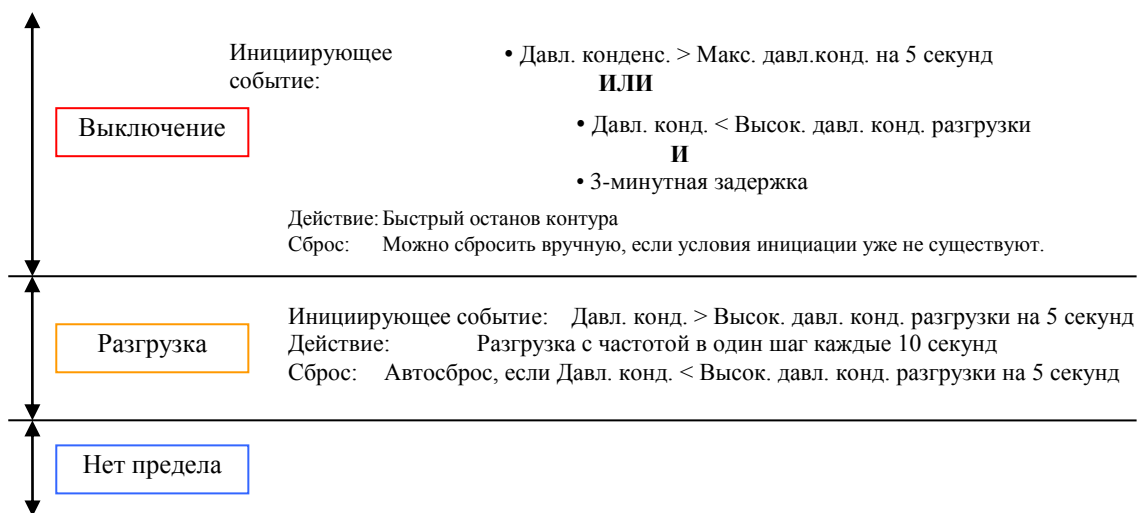 Инициирующее
событие:
• Давл. конденс. > Макс. давл.конд. на 5 секунд
ИЛИ
Выключение
• Давл. конд. < Высок. давл. конд. разгрузки
И
• 3-минутная задержка
Действие: Быстрый останов контура
Сброс: Можно сбросить вручную, если условия инициации уже не существуют.
Разгрузка
Инициирующее событие: Давл. конд. > Высок. давл. конд. разгрузки на 5 секунд
Действие: Разгрузка с частотой в один шаг каждые 10 секунд
Сброс: Автосброс, если Давл. конд. < Высок. давл. конд. разгрузки на 5 секунд
Нет предела